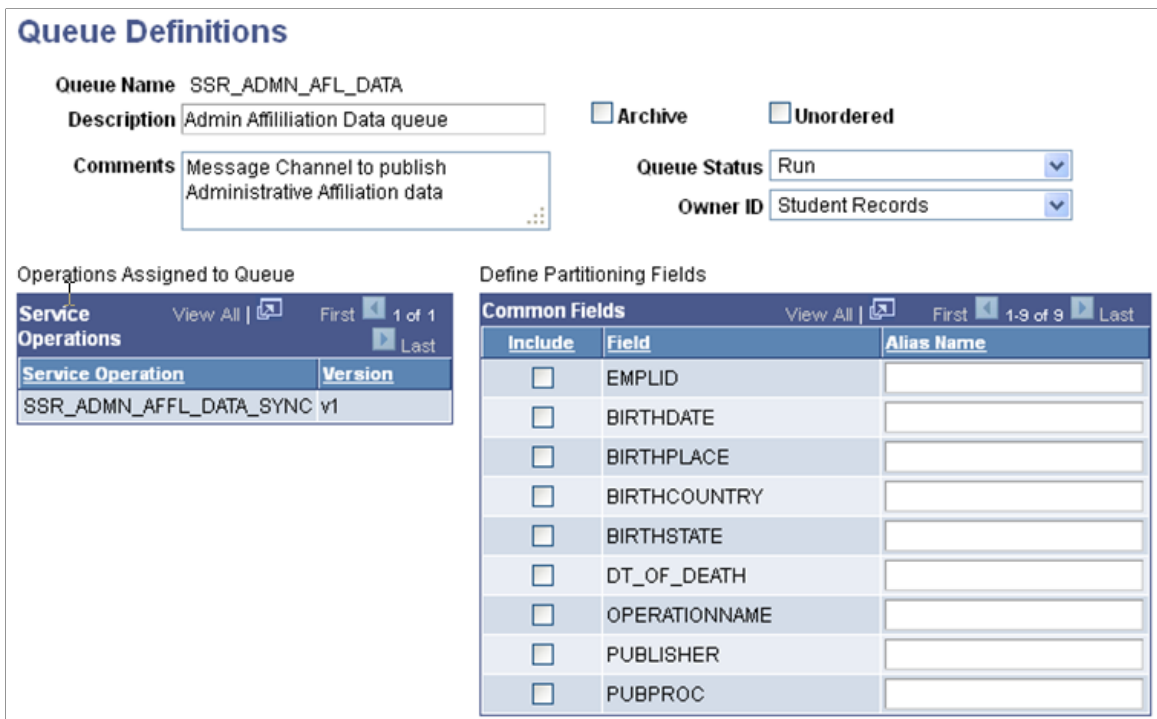 Queue Definitions
Queue Name SSR_ADMN_AFL_DATA
Description Admin Affililiation Data queue
Archive
Unordered
Comments Message Channel to publish
Administrative Affiliation data
Queue Status Run
Owner ID Student Records
Operations Assigned to Queue
Service Operations View All | First 1 of 1 Last
Service Operation Version
SSR_ADMN_AFFL_DATA_SYNC v1
Define Partitioning Fields
Common Fields View All | First 1-9 of 9 Last
Include Field Alias Name
EMPLID
BIRTHDATE
BIRTHPLACE
BIRTHCOUNTRY
BIRTHSTATE
DT_OF_DEATH
OPERATIONNAME
PUBLISHER
PUBPROC